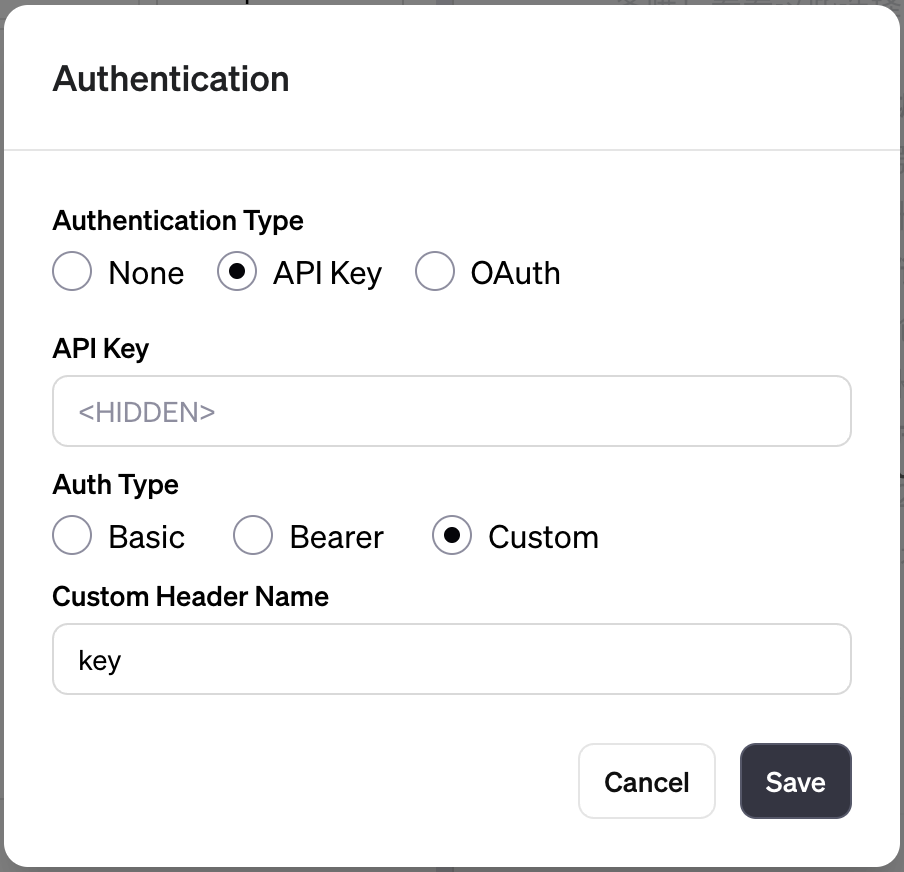 Authentication
Authentication Type
None API Key OAuth
API Key
<HIDDEN>
Auth Type
Basic Bearer Custom
Custom Header Name
key
Cancel Save